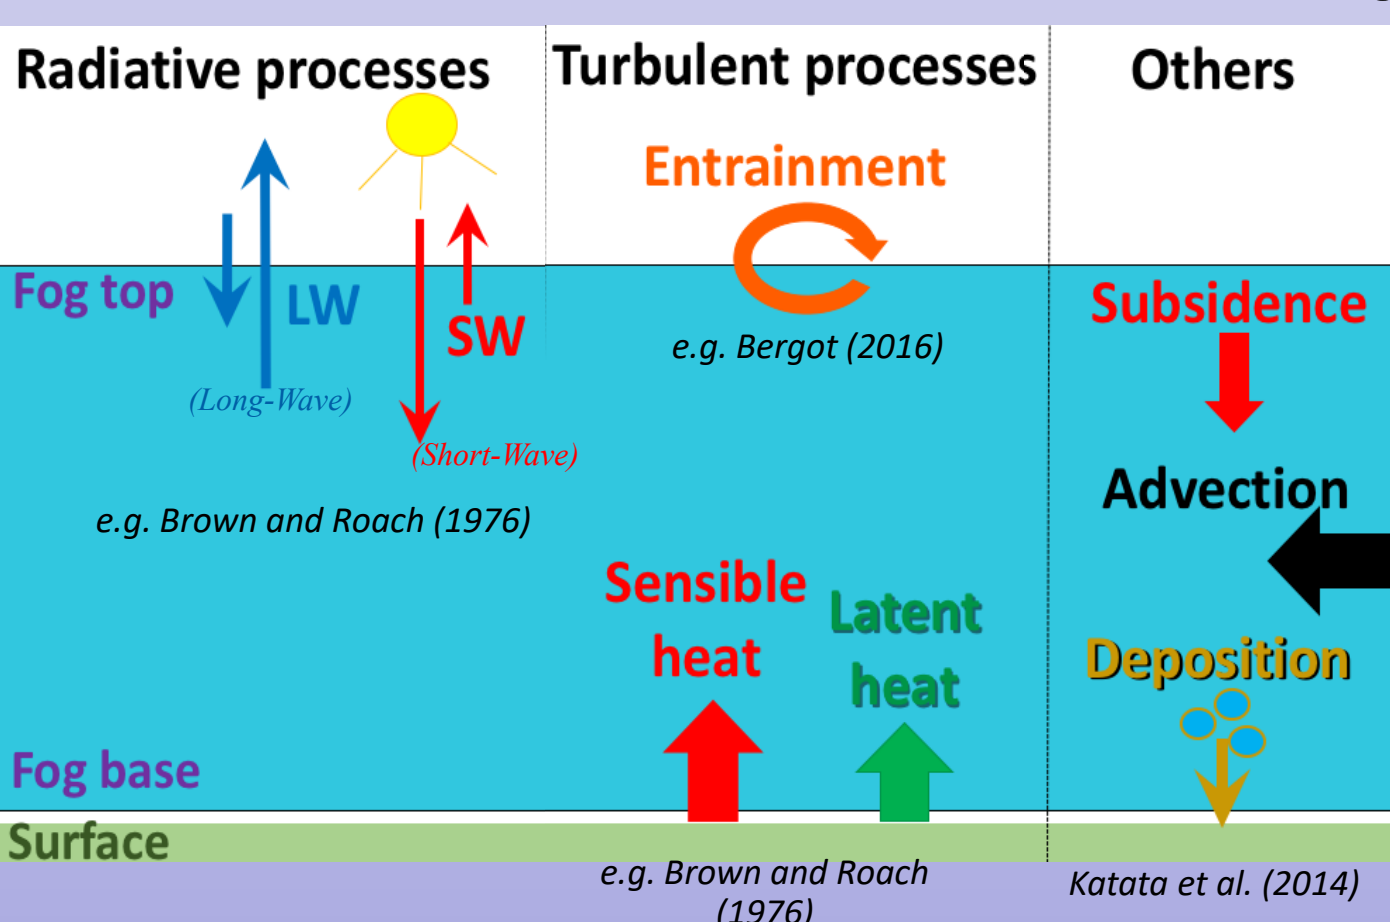 Radiative processes
Turbulent processes
Others
Entrainment
Fog top
LW
SW
(Long-Wave)
(Short-Wave)
e.g. Brown and Roach (1976)
e.g. Bergot (2016)
Subsidence
Advection
Sensible
heat
Latent
heat
Deposition
Fog base
Surface
e.g. Brown and Roach
(1976)
Katata et al. (2014)